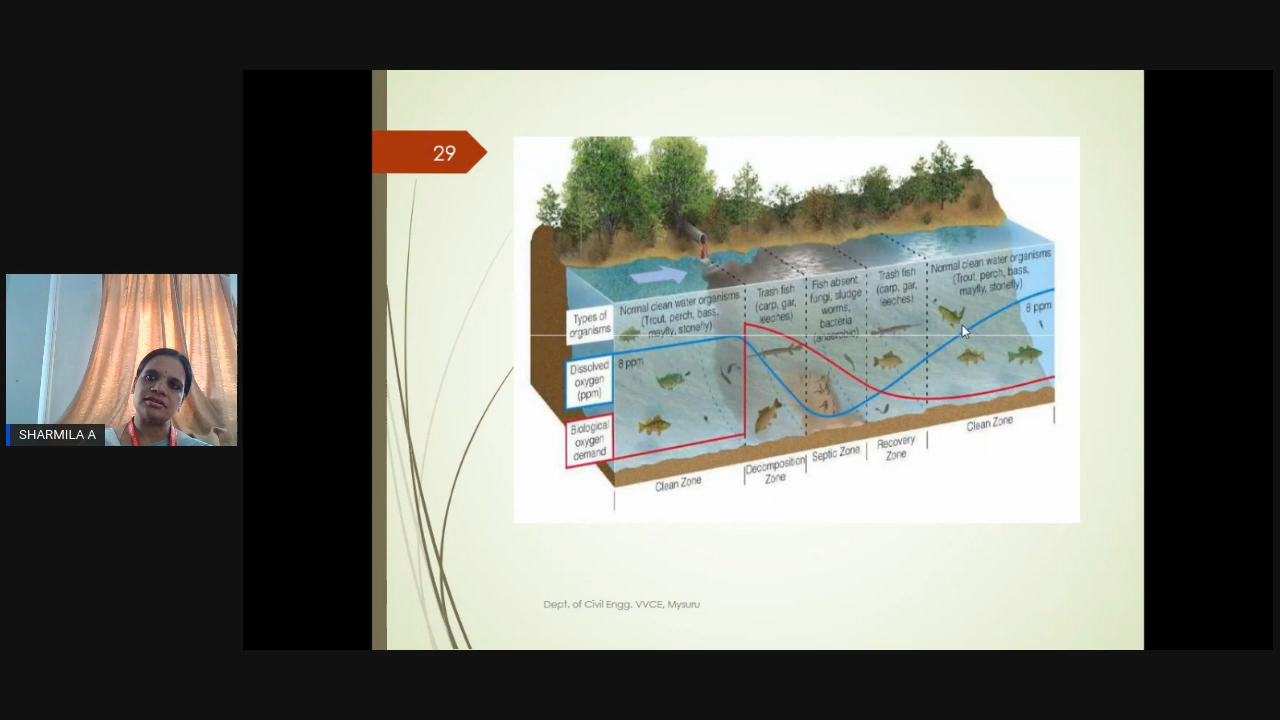 29
Types of
organisms
Normal clean water organisms
(Trout, perch, bass,
mayfly, stonefly)
Trash fish
(carp, gar,
leeches)
Fish absent
fungi, sludge
worms,
bacteria
(anaerobic)
Trash fish
(carp, gar,
leeches)
Normal clean water organisms
(Trout, perch, bass,
mayfly, stonefly)
Dissolved
oxygen
(ppm)
8 ppm
8 ppm
Biological
oxygen
demand
Clean Zone
Decomposition
Zone
Septic Zone
Recovery
Zone
Clean Zone
SHARMILA A
Dept. of Civil Engg. VVCE, Mysuru